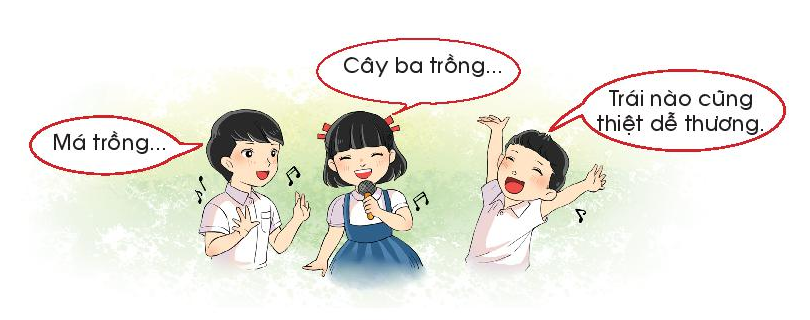 Má trồng...
Cây ba trồng...
Trái nào cũng
thiệt dễ thương.